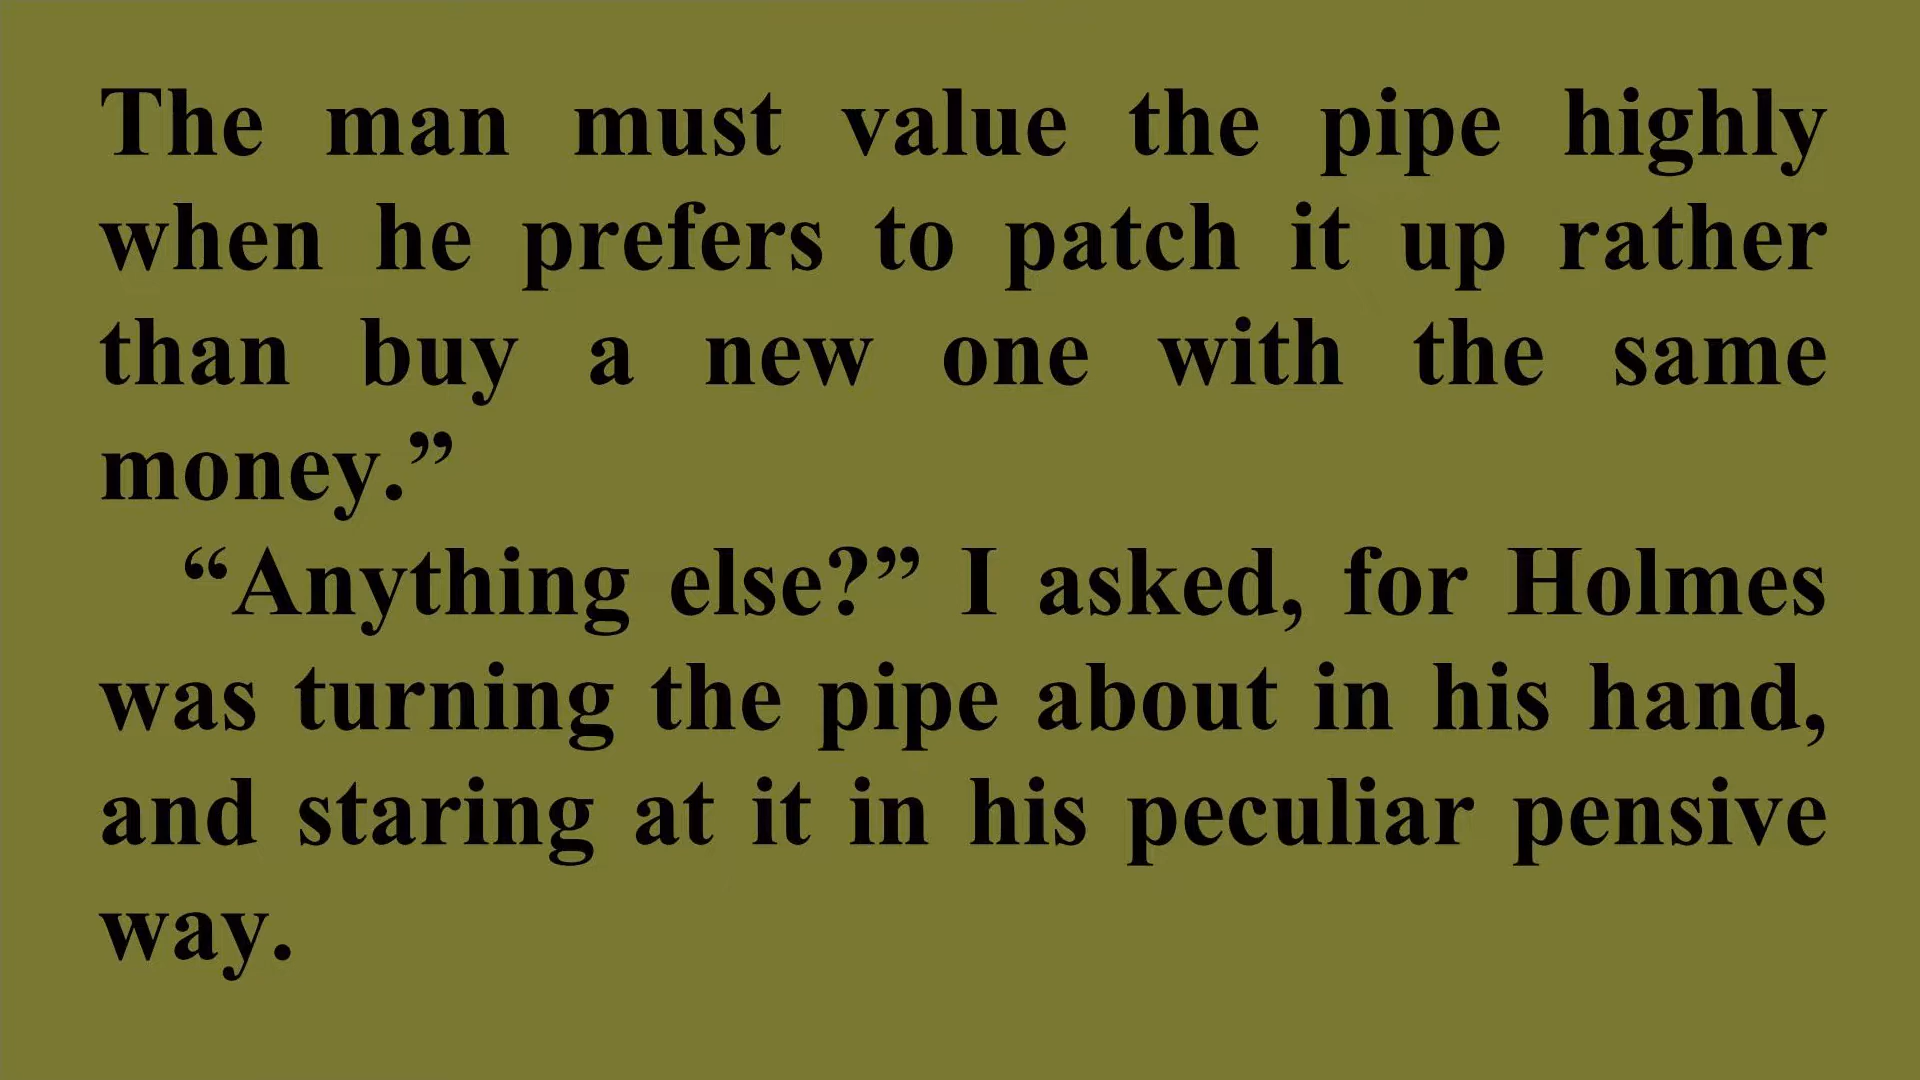 The man must value the pipe highly
when he prefers to patch it up rather
than buy a new one with the same
money.”
“Anything else?” I asked, for Holmes
was turning the pipe about in his hand,
and staring at it in his peculiar pensive
way.